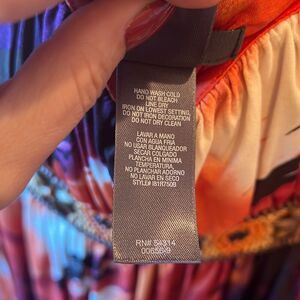 HAND WASH COLD
DO NOT BLEACH
LINE DRY
IRON ON LOWEST SETTING,
DO NOT IRON DECORATION
DO NOT DRY CLEAN
LAVAR A MANO
CON AGUA FRIA
NO USAR BLANQUEADOR
SECAR COLGADO
PLANCHA EN MINIMA
TEMPERATURA,
NO PLANCHAR ADORNO
NO LAVAR EN SECO
STYLE# IB1R750B
RN# 54314